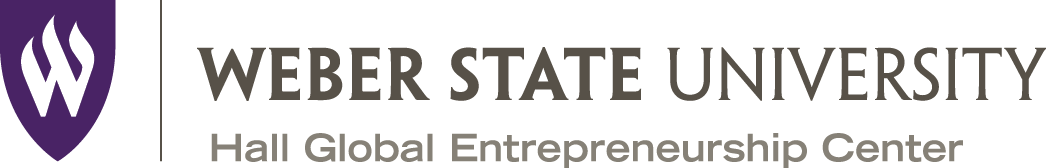 W
WEBER STATE UNIVERSITY
Hall Global Entrepreneurship Center